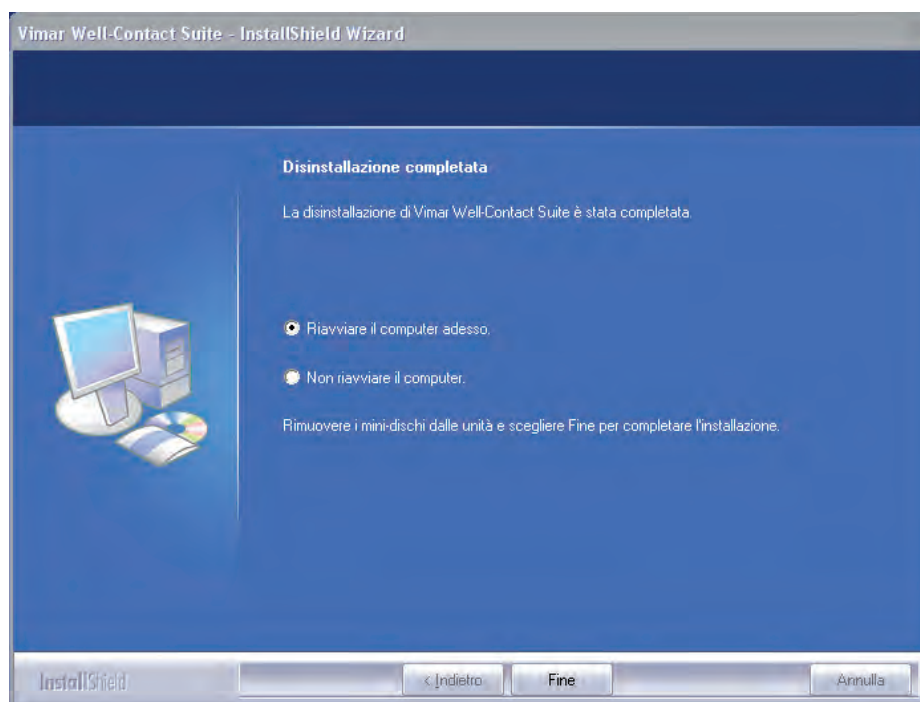 Vimar Well-Contact Suite - InstallShield Wizard
Disinstallazione completata
La disinstallazione di Vimar Well-Contact Suite è stata completata.
Riavviare il computer adesso.
Non riavviare il computer.
Rimuovere i mini-dischi dalle unità e scegliere Fine per completare l'installazione.
InstallShield
< Indietro Fine Annulla